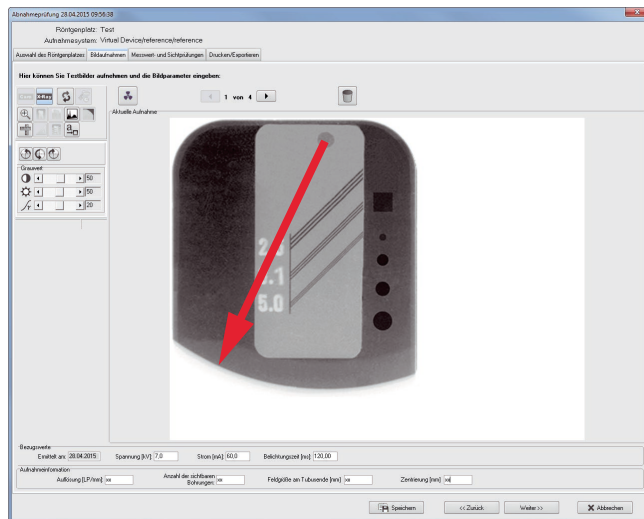 Abnahmeprüfung 28.04.2015 09:56:38
Röntgenplatz: Test
Aufnahmesystem: Virtual Device/reference/reference
Auswahl des Röntgenplatzes Bildaufnahmen Messwert- und Sichtprüfungen Drucken/Exportieren
Hier können Sie Testbilder aufnehmen und die Bildparameter eingeben:
X-Ray 1 von 4
Aktuelle Aufnahme
Grauwert
50
50
20
5.0
Bezugswerte
Ermittelt am: 28.04.2015 Spannung [kV]: 7,0 Strom [mA]: 60,0 Belichtungszeit [ms]: 120,00
Aufnahmeinformation
Auflösung [LP/mm]: xx Anzahl der sichtbaren Bohrungen: xx Feldgröße am Tubusende [mm]: xx Zentrierung [mm]: xx
Speichern << Zurück Weiter >> Abbrechen